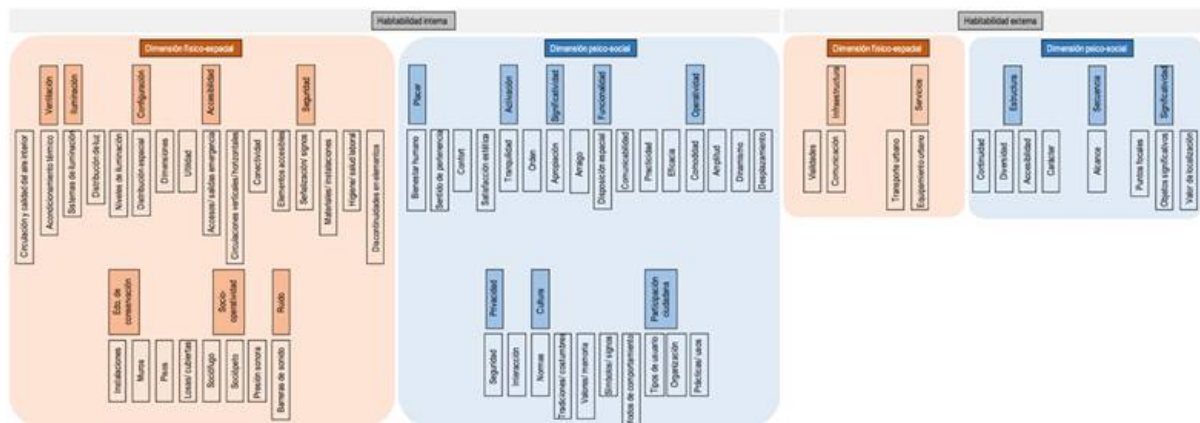 Habitabilidad interna
Dimensión físico-espacial
Ventilación
Iluminación
Configuración
Accesibilidad
Seguridad
Circulación y calidad del aire interior
Acondicionamiento térmico
Sistemas de iluminación
Distribución de luz
Niveles de iluminación
Distribución espacial
Dimensiones
Utilidad
Accesos/ salidas emergencia
Circulaciones verticales/horizontales
Conectividad
Elementos accesibles
Señalización/ signos
Materiales/ instalaciones
Higiene/ salud laboral
Discontinuidades en elementos
Edo. de
conservación
Socio-
operatividad
Ruido
Instalaciones
Muros
Pisos
Losas/ cubiertas
Sociófugo
Sociópeto
Presión sonora
Barreras de sonido
Dimensión psico-social
Placer
Activación
Significatividad
Funcionalidad
Operatividad
Bienestar humano
Sentido de pertenencia
Confort
Satisfacción estética
Tranquilidad
Orden
Apropiación
Arraigo
Disposición espacial
Comunicabilidad
Practicidad
Eficacia
Comodidad
Amplitud
Dinamismo
Desplazamiento
Privacidad
Cultura
Participación
ciudadana
Seguridad
Interacción
Normas
Tradiciones/ costumbres
Valores/ memoria
Símbolos/ signos
Modos de comportamiento
Tipos de usuario
Organización
Prácticas/ usos
Habitabilidad externa
Dimensión físico-espacial
Infraestructura
Servicios
Vialidades
Comunicación
Transporte urbano
Equipamiento urbano
Dimensión psico-social
Estructura
Secuencia
Significatividad
Continuidad
Diversidad
Accesibilidad
Carácter
Alcance
Puntos focales
Objetos significativos
Valor de localización